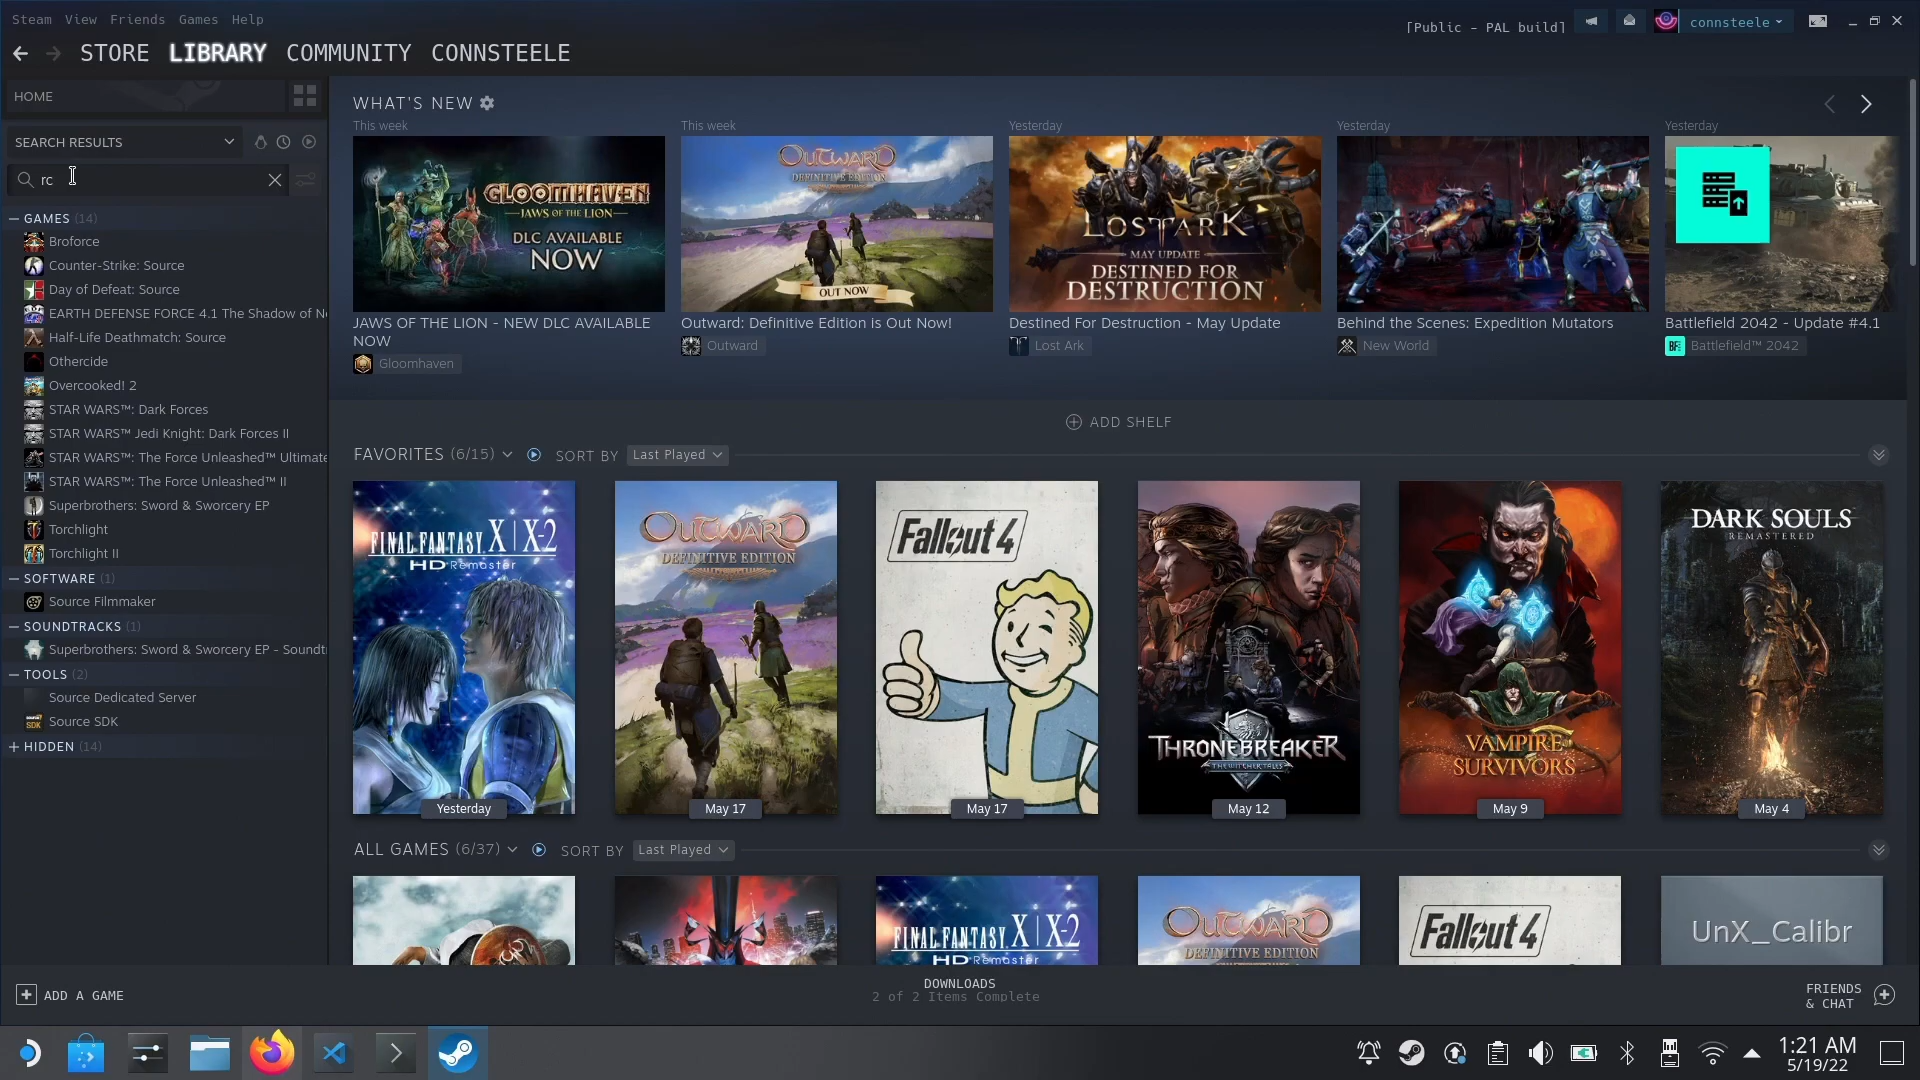 Steam View Friends Games Help
[Public - PAL build]
connsteele
STORE LIBRARY COMMUNITY CONNSTEELE
HOME
SEARCH RESULTS
rc
GAMES (14)
Broforce
Counter-Strike: Source
Day of Defeat: Source
EARTH DEFENSE FORCE 4.1 The Shadow of Ne
Half-Life Deathmatch: Source
Othercide
Overcooked! 2
STAR WARS™: Dark Forces
STAR WARS™ Jedi Knight: Dark Forces II
STAR WARS™: The Force Unleashed™ Ultimate
STAR WARS™: The Force Unleashed™ II
Superbrothers: Sword & Sworcery EP
Torchlight
Torchlight II
SOFTWARE (1)
Source Filmmaker
SOUNDTRACKS (1)
Superbrothers: Sword & Sworcery EP - Soundt
TOOLS (2)
Source Dedicated Server
SDK Source SDK
HIDDEN (14)
WHAT'S NEW
This week
GLOOMHAVEN
JAWS OF THE LION
DLC AVAILABLE
NOW
JAWS OF THE LION - NEW DLC AVAILABLE
NOW
Gloomhaven
This week
OUTWARD
DEFINITIVE EDITION
OUT NOW
Outward: Definitive Edition is Out Now!
Outward
Yesterday
LOST ARK
MAY UPDATE
DESTINED FOR
DESTRUCTION
Destined For Destruction - May Update
Lost Ark
Yesterday
Behind the Scenes: Expedition Mutators
New World
Yesterday
Battlefield 2042 - Update #4.1
BF Battlefield™ 2042
ADD SHELF
FAVORITES (6/15) SORT BY Last Played
FINAL FANTASY X|X-2
HD Remaster
Yesterday
OUTWARD
DEFINITIVE EDITION
May 17
Fallout 4
May 17
THRONEBREAKER
THE WITCHER TALES
May 12
VAMPIRE
SURVIVORS
May 9
DARK SOULS
REMASTERED
May 4
ALL GAMES (6/37) SORT BY Last Played
FINAL FANTASY X|X-2
HD Remaster
OUTWARD
DEFINITIVE EDITION
Fallout 4
UnX_Calibr
ADD A GAME
DOWNLOADS
2 of 2 Items Complete
FRIENDS
& CHAT
1:21 AM
5/19/22